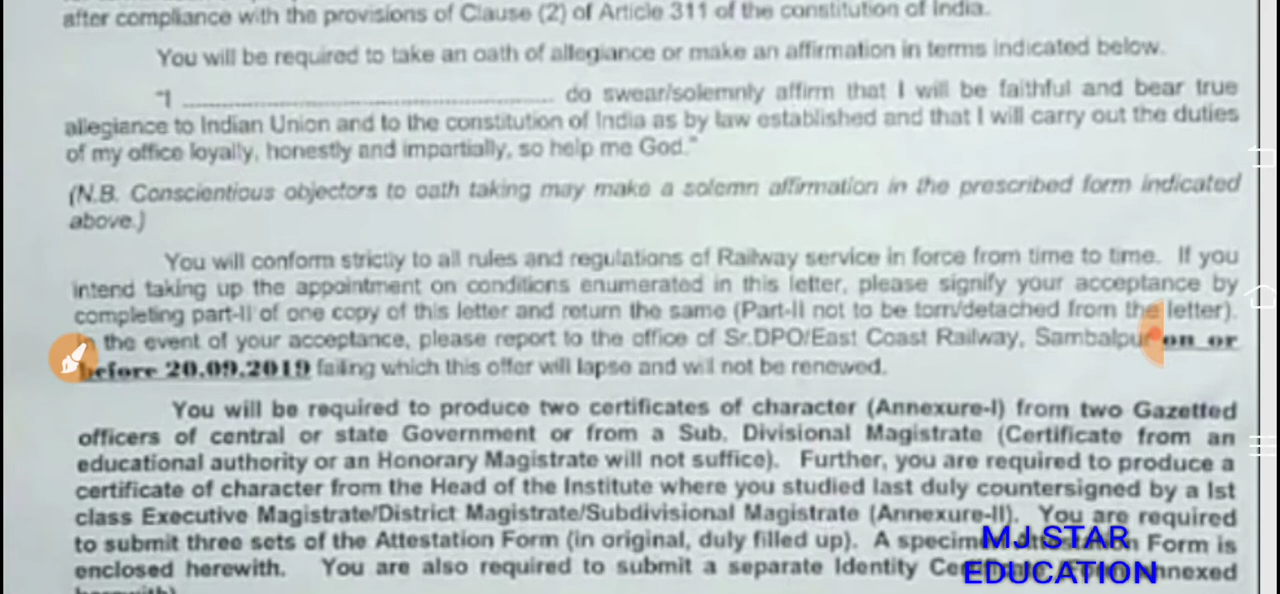 after compliance with the provisions of Clause (2) of Article 311 of the constitution of India.
You will be required to take an oath of allegiance or make an affirmation in terms indicated below.
"I ........................................................ do swear/solemnly affirm that I will be faithful and bear true
allegiance to Indian Union and to the constitution of India as by law established and that I will carry out the duties
of my office loyally, honestly and impartially, so help me God."
(N.B. Conscientious objectors to oath taking may make a solemn affirmation in the prescribed form indicated
above.)
You will conform strictly to all rules and regulations of Railway service in force from time to time. If you
intend taking up the appointment on conditions enumerated in this letter, please signify your acceptance by
completing part-II of one copy of this letter and return the same (Part-II not to be torn/detached from the letter).
In the event of your acceptance, please report to the office of Sr.DPO/East Coast Railway, Sambalpur on or
before 20.09.2019 failing which this offer will lapse and will not be renewed.
You will be required to produce two certificates of character (Annexure-I) from two Gazetted
officers of central or state Government or from a Sub. Divisional Magistrate (Certificate from an
educational authority or an Honorary Magistrate will not suffice). Further, you are required to produce a
certificate of character from the Head of the Institute where you studied last duly countersigned by a Ist
class Executive Magistrate/District Magistrate/Subdivisional Magistrate (Annexure-II). You are required
to submit three sets of the Attestation Form (in original, duly filled up). A specimen Form is
enclosed herewith. You are also required to submit a separate Identity
MJ STAR
EDUCATION